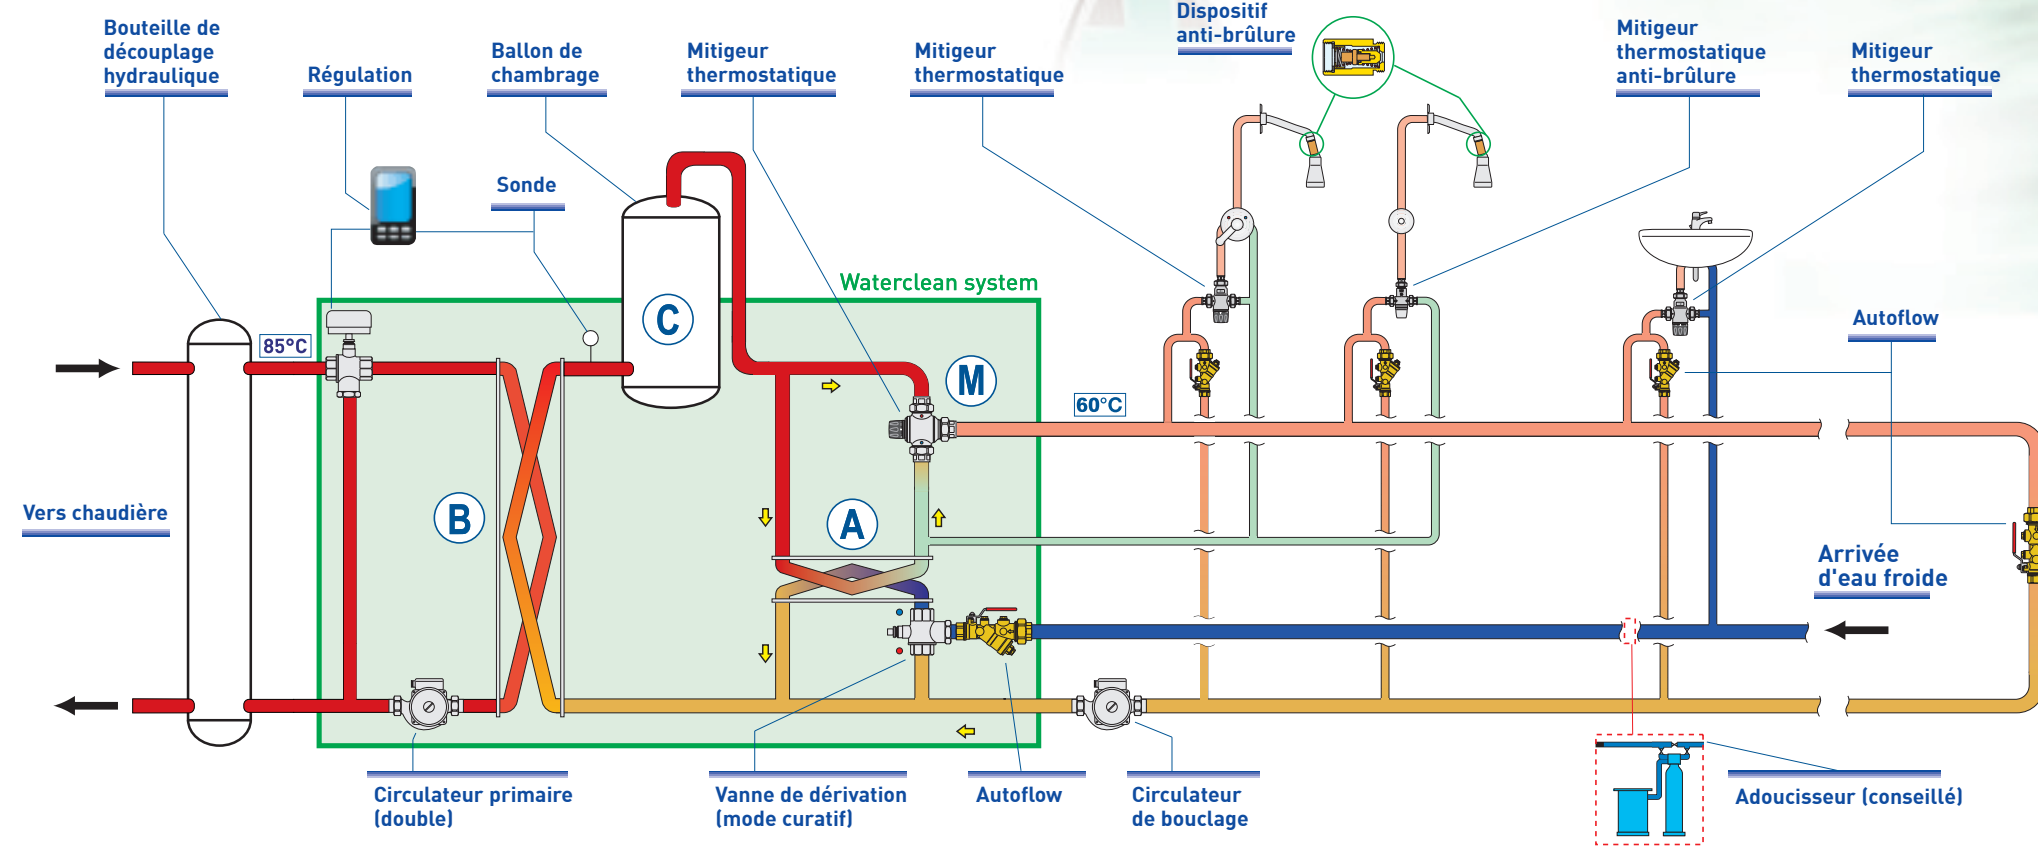 Bouteille de
découplage
hydraulique
Régulation
Ballon de
chambrage
Mitigeur
thermostatique
Mitigeur
thermostatique
Dispositif
anti-brûlure
Mitigeur
thermostatique
anti-brûlure
Mitigeur
thermostatique
Sonde
Waterclean system
C
85°C
M
60°C
Autoflow
Vers chaudière
B
A
Arrivée
d'eau froide
Circulateur primaire
(double)
Vanne de dérivation
(mode curatif)
Autoflow
Circulateur
de bouclage
Adoucisseur (conseillé)